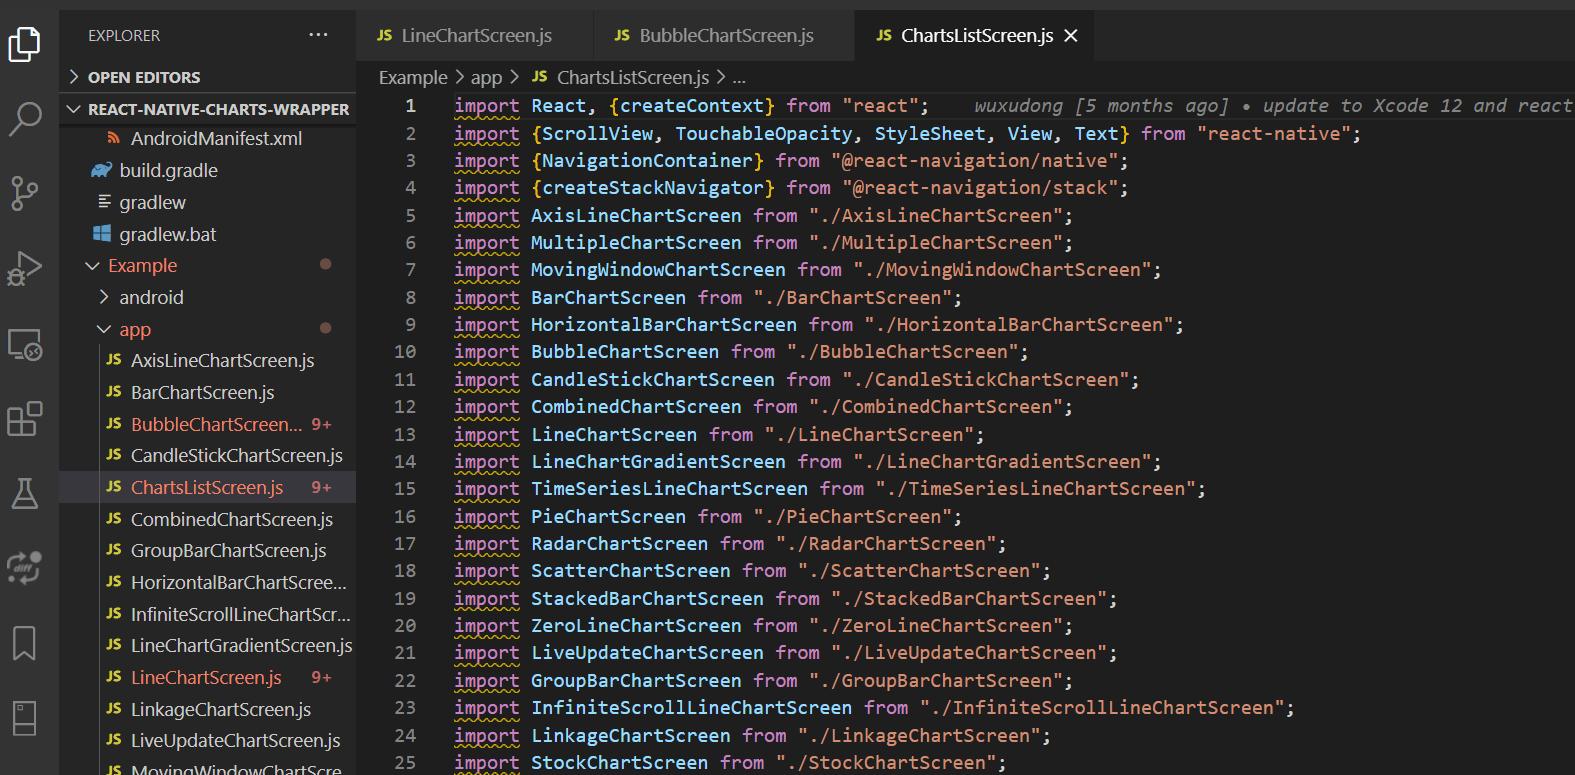 EXPLORER
OPEN EDITORS
REACT-NATIVE-CHARTS-WRAPPER
AndroidManifest.xml
build.gradle
gradlew
gradlew.bat
Example
android
app
JS AxisLineChartScreen.js
JS BarChartScreen.js
JS BubbleChartScreen... 9+
JS CandleStickChartScreen.js
JS ChartsListScreen.js 9+
JS CombinedChartScreen.js
JS GroupBarChartScreen.js
JS HorizontalBarChartScree...
JS InfiniteScrollLineChartScr...
JS LineChartGradientScreen.js
JS LineChartScreen.js 9+
JS LinkageChartScreen.js
JS LiveUpdateChartScreen.js
JS MovingWindowChartScre
diff
JS LineChartScreen.js JS BubbleChartScreen.js JS ChartsListScreen.js
Example > app > JS ChartsListScreen.js > ...
1 import React, {createContext} from "react"; wuxudong [5 months ago] • update to Xcode 12 and react
2 import {ScrollView, TouchableOpacity, StyleSheet, View, Text} from "react-native";
3 import {NavigationContainer} from "@react-navigation/native";
4 import {createStackNavigator} from "@react-navigation/stack";
5 import AxisLineChartScreen from "./AxisLineChartScreen";
6 import MultipleChartScreen from "./MultipleChartScreen";
7 import MovingWindowChartScreen from "./MovingWindowChartScreen";
8 import BarChartScreen from "./BarChartScreen";
9 import HorizontalBarChartScreen from "./HorizontalBarChartScreen";
10 import BubbleChartScreen from "./BubbleChartScreen";
11 import CandleStickChartScreen from "./CandleStickChartScreen";
12 import CombinedChartScreen from "./CombinedChartScreen";
13 import LineChartScreen from "./LineChartScreen";
14 import LineChartGradientScreen from "./LineChartGradientScreen";
15 import TimeSeriesLineChartScreen from "./TimeSeriesLineChartScreen";
16 import PieChartScreen from "./PieChartScreen";
17 import RadarChartScreen from "./RadarChartScreen";
18 import ScatterChartScreen from "./ScatterChartScreen";
19 import StackedBarChartScreen from "./StackedBarChartScreen";
20 import ZeroLineChartScreen from "./ZeroLineChartScreen";
21 import LiveUpdateChartScreen from "./LiveUpdateChartScreen";
22 import GroupBarChartScreen from "./GroupBarChartScreen";
23 import InfiniteScrollLineChartScreen from "./InfiniteScrollLineChartScreen";
24 import LinkageChartScreen from "./LinkageChartScreen";
25 import StockChartScreen from "./StockChartScreen";